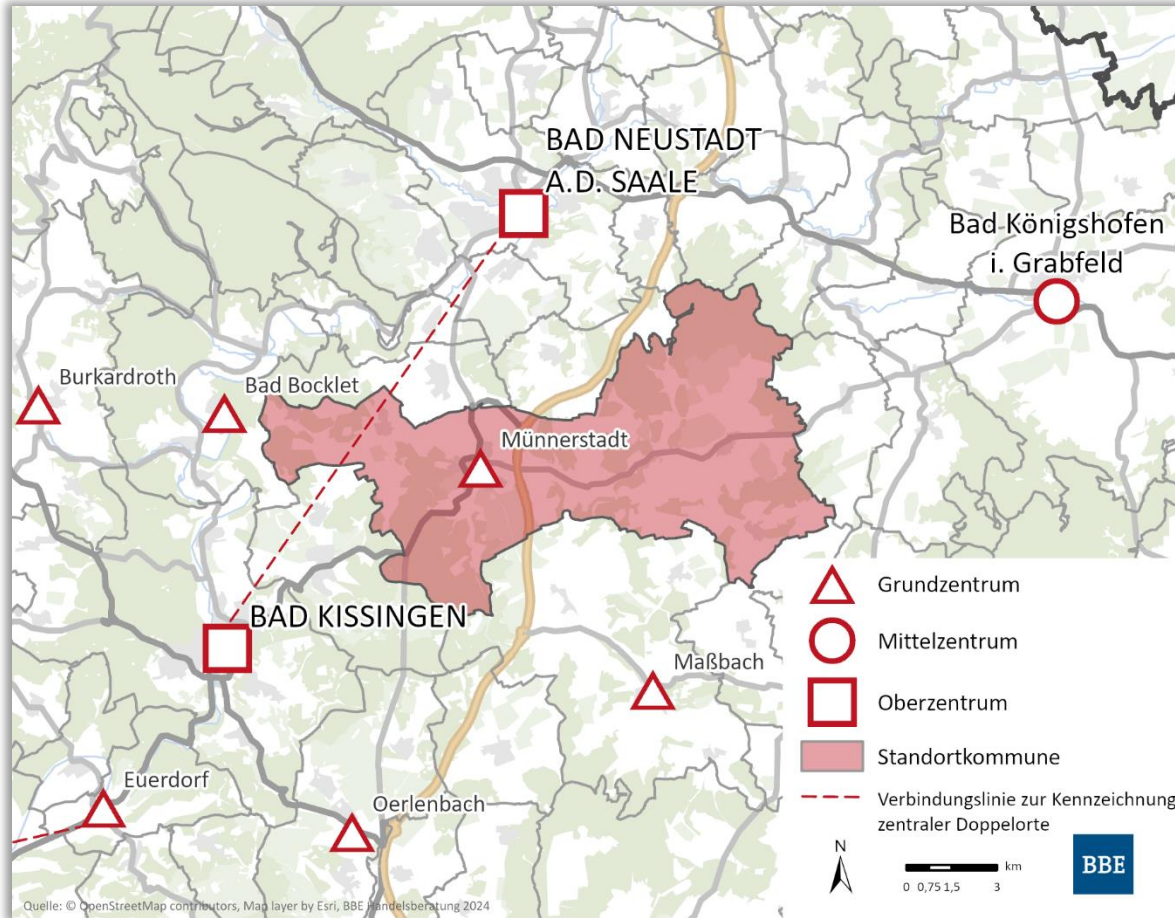 BAD NEUSTADT
A.D. SAALE
Bad Königshofen
i. Grabfeld
Burkardroth
Bad Bocklet
Münnerstadt
BAD KISSINGEN
Maßbach
Euerdorf
Oerlenbach
Grundzentrum
Mittelzentrum
Oberzentrum
Standortkommune
Verbindungslinie zur Kennzeichnung
zentraler Doppelorte
N
km
0 0,75 1,5 3
BBE
Quelle: © OpenStreetMap contributors, Map layer by Esri, BBE Handelsberatung 2024